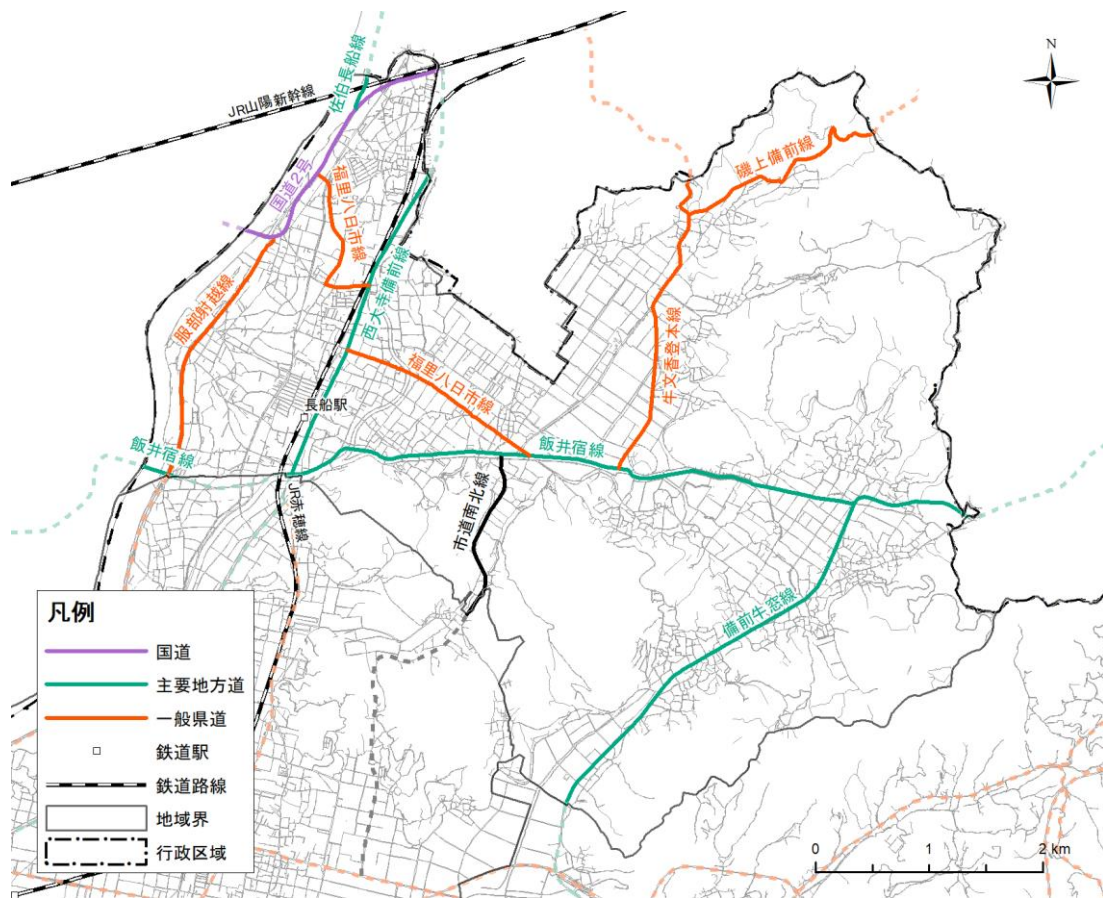 N
佐伯長船線
JR山陽新幹線
磯上備前線
国道2号
福里八日市線
西大寺備前線
服部射越線
牛文香登本線
福里八日市線
長船駅
飯井宿線
飯井宿線
JR赤穂線
市道南北線
備前牛窓線
凡例
国道
主要地方道
一般県道
鉄道駅
鉄道路線
地域界
行政区域
0 1 2 km